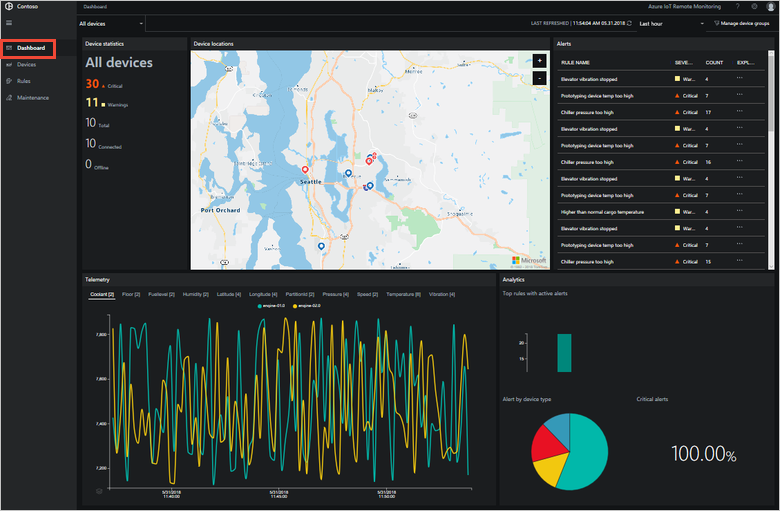 Contoso
Dashboard
Azure IoT Remote Monitoring
?
Dashboard
Devices
Rules
Maintenance
All devices
LAST REFRESHED | 11:54:04 AM 05.31.2018
Last hour
Manage device groups
Device statistics
All devices
30 Critical
11 Warnings
10 Total
10 Connected
0 Offline
Device locations
+
-
Seattle
Port Orchard
Sammamish
Snoqualmie
Microsoft
Alerts
RULE NAME SEVE... COUNT EXPL...
Elevator vibration stopped War... 4 ...
Prototyping device temp too high Critical 7 ...
Chiller pressure too high Critical 17 ...
Elevator vibration stopped War... 4 ...
Prototyping device temp too high Critical 7 ...
Chiller pressure too high Critical 16 ...
Elevator vibration stopped War... 4 ...
Prototyping device temp too high Critical 7 ...
Higher than normal cargo temperature War... 4 ...
Elevator vibration stopped War... 4 ...
Prototyping device temp too high Critical 7 ...
Chiller pressure too high Critical 15 ...
Telemetry
Coolant [2] Floor [2] Fuellevel [2] Humidity [2] Latitude [4] Longitude [4] PartitionId [2] Pressure [4] Speed [2] Temperature [8] Vibration [4]
engine-01.0 engine-02.0
7,800
7,600
7,400
7,200
5/31/2018 11:40:00
5/31/2018 11:45:00
5/31/2018 11:50:00
Analytics
Top rules with active alerts
20
15
Alert by device type
Critical alerts
100.00%